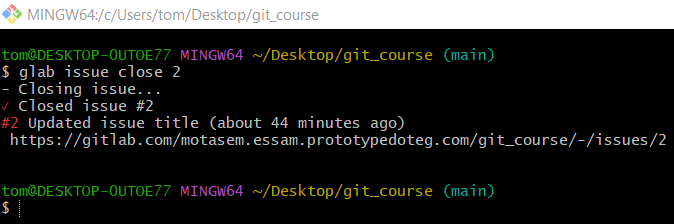 MINGW64:/c/Users/tom/Desktop/git_course
tom@DESKTOP-OUTOE77 MINGW64 ~/Desktop/git_course (main)
$ glab issue close 2
- Closing issue...
✓ Closed issue #2
#2 Updated issue title (about 44 minutes ago)
https://gitlab.com/motasem.essam.prototypedoteg.com/git_course/-/issues/2
tom@DESKTOP-OUTOE77 MINGW64 ~/Desktop/git_course (main)
$